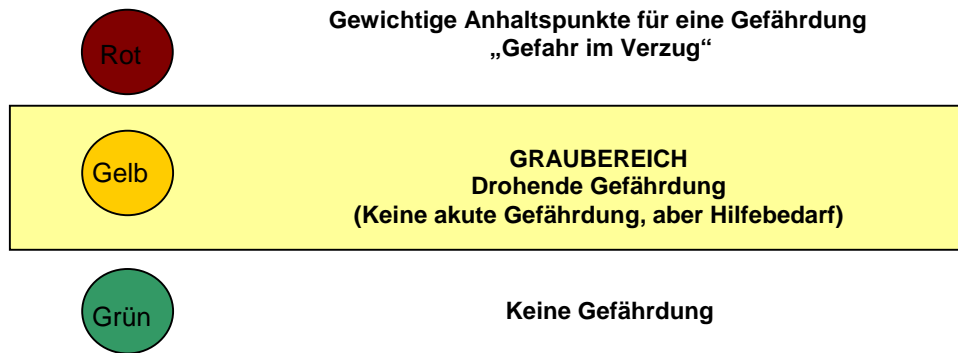 Rot
Gewichtige Anhaltspunkte für eine Gefährdung
„Gefahr im Verzug“
Gelb
GRAUBEREICH
Drohende Gefährdung
(Keine akute Gefährdung, aber Hilfebedarf)
Grün
Keine Gefährdung